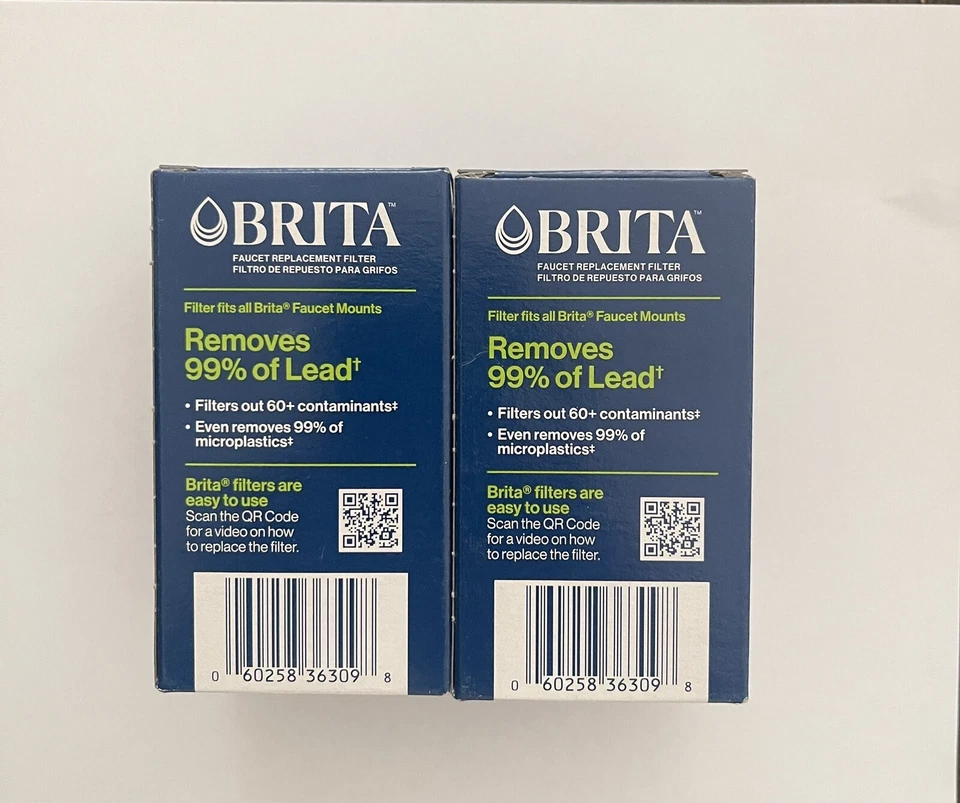 BRITA™
FAUCET REPLACEMENT FILTER
FILTRO DE REPUESTO PARA GRIFOS
Filter fits all Brita® Faucet Mounts
Removes
99% of Lead†
• Filters out 60+ contaminants‡
• Even removes 99% of
microplastics‡
Brita® filters are
easy to use
Scan the QR Code
for a video on how
to replace the filter.
0 60258 36309 8
BRITA™
FAUCET REPLACEMENT FILTER
FILTRO DE REPUESTO PARA GRIFOS
Filter fits all Brita® Faucet Mounts
Removes
99% of Lead†
• Filters out 60+ contaminants‡
• Even removes 99% of
microplastics‡
Brita® filters are
easy to use
Scan the QR Code
for a video on how
to replace the filter.
0 60258 36309 8